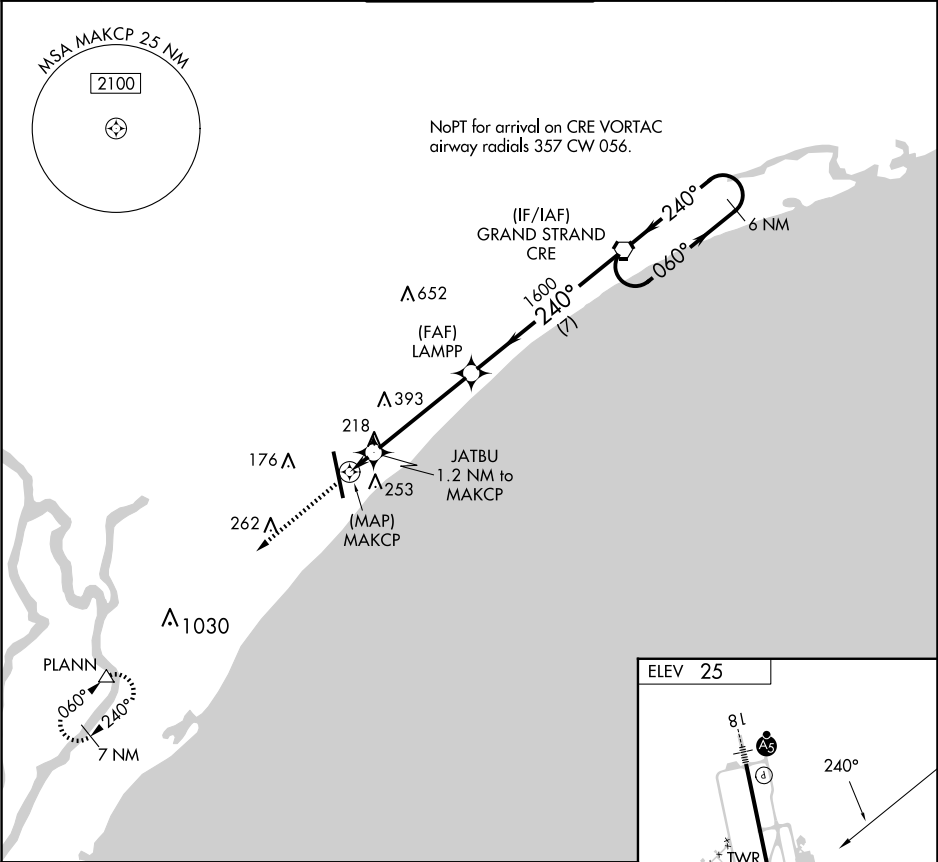 MSA MAKCP 25 NM
2100
NoPT for arrival on CRE VORTAC
airway radials 357 CW 056.
(IF/IAF)
GRAND STRAND
CRE
240°
060°
6 NM
1600
240°
(7)
652
(FAF)
LAMPP
393
218
176
JATBU
1.2 NM to
MAKCP
253
262
(MAP)
MAKCP
1030
PLANN
060°
240°
7 NM
ELEV 25
18
A5
P
240°
TWR